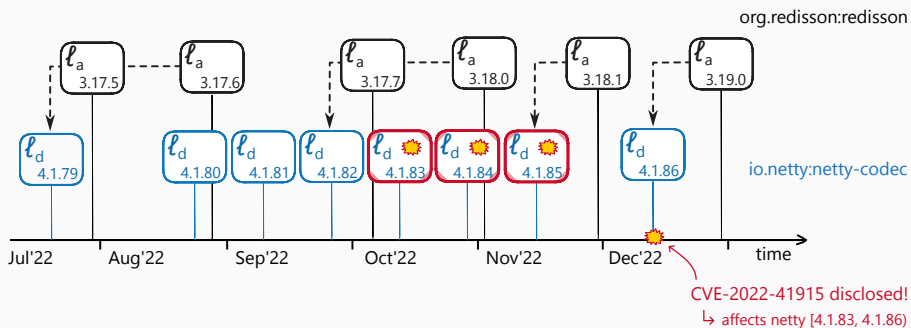 org.redisson:redisson
ℓa 3.17.5
ℓa 3.17.6
ℓa 3.17.7
ℓa 3.18.0
ℓa 3.18.1
ℓa 3.19.0
ℓd 4.1.79
ℓd 4.1.80
ℓd 4.1.81
ℓd 4.1.82
ℓd 4.1.83
ℓd 4.1.84
ℓd 4.1.85
ℓd 4.1.86
io.netty:netty-codec
Jul'22 Aug'22 Sep'22 Oct'22 Nov'22 Dec'22 time
CVE-2022-41915 disclosed!
↳ affects netty [4.1.83, 4.1.86)